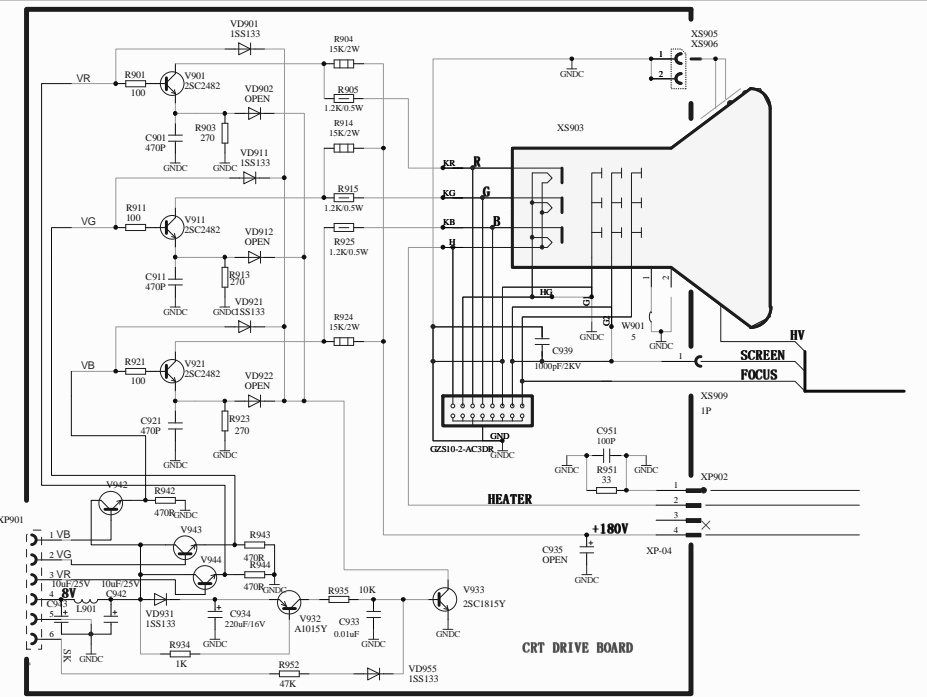 VD901
1SS133
R904
15K/2W
XS905
XS906
1
2
GNDC
VR
R901
100
V901
2SC2482
VD902
OPEN
R905
1.2K/0.5W
R914
15K/2W
XS903
C901
470P
R903
270
VD911
1SS133
GNDC
GNDC
KR
R
R915
1.2K/0.5W
KG
G
VG
R911
100
V911
2SC2482
VD912
OPEN
KB
B
R925
1.2K/0.5W
H
C911
470P
R913
270
GNDC
GNDC
VD921
1SS133
HG
G1
G2
1
2
R924
15K/2W
GNDC
W901
5
GNDC
HV
C939
1000pF/2KV
1
SCREEN
FOCUS
VB
R921
100
V921
2SC2482
VD922
OPEN
XS909
1P
C921
470P
R923
270
GNDC
GNDC
GND
GZS10-2-AC3DR
GNDC
C951
100P
GNDC
GNDC
R951
33
XP902
1
2
3
4
XP-04
HEATER
+180V
C935
OPEN
GNDC
V942
R942
470R
GNDC
XP901
1 VB
2 VG
3 VR
4
5
6
V943
R943
470R
V944
R944
470R
GNDC
10uF/25V
10uF/25V
8V
C943
L901
C942
VD931
1SS133
C934
220uF/16V
GNDC
V932
A1015Y
R935
10K
C933
0.01uF
GNDC
V933
2SC1815Y
GNDC
SK
GNDC
R934
1K
R952
47K
VD955
1SS133
CRT DRIVE BOARD